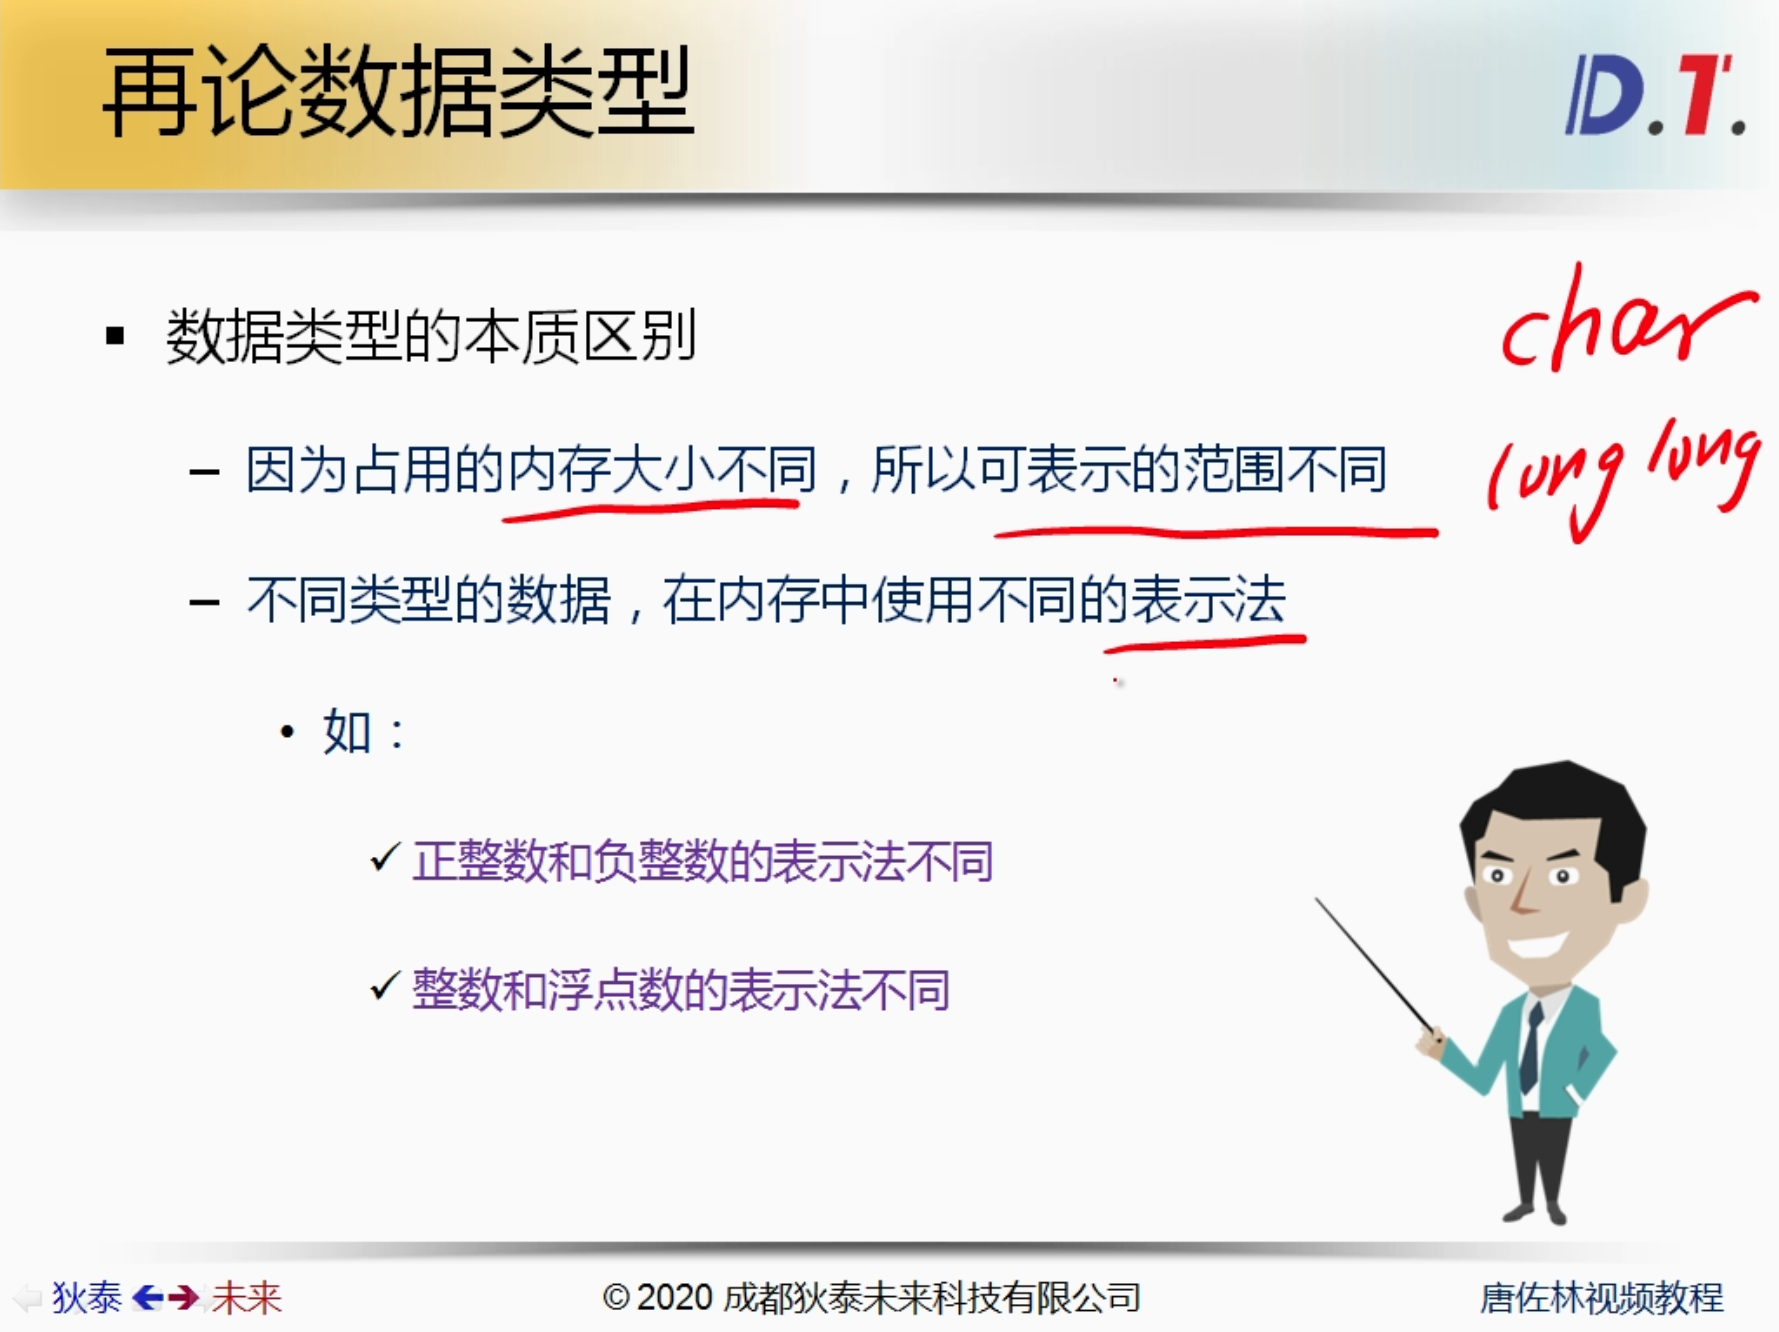 再论数据类型
D.T.
▪ 数据类型的本质区别
char
– 因为占用的内存大小不同，所以可表示的范围不同
long long
– 不同类型的数据，在内存中使用不同的表示法
• 如：
✓ 正整数和负整数的表示法不同
✓ 整数和浮点数的表示法不同
狄泰 未来
© 2020 成都狄泰未来科技有限公司
唐佐林视频教程